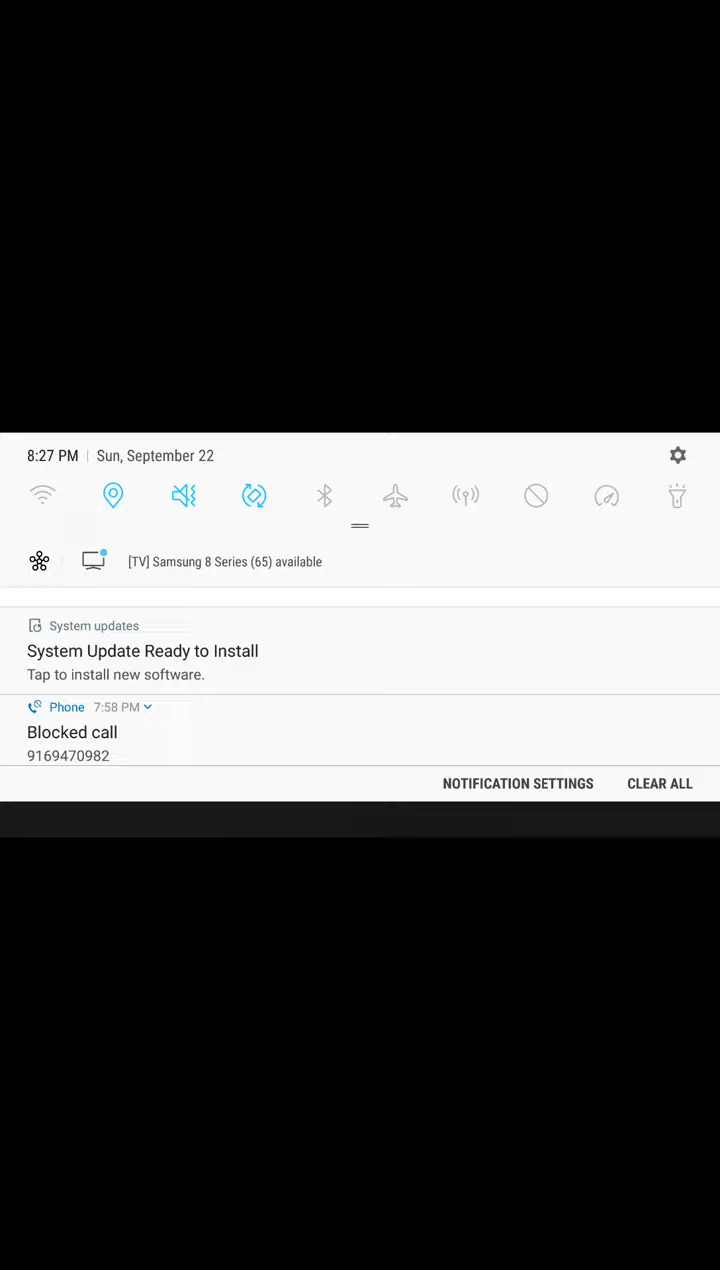 8:27 PM | Sun, September 22
[TV] Samsung 8 Series (65) available
System updates
System Update Ready to Install
Tap to install new software.
Phone 7:58 PM
Blocked call
9169470982
NOTIFICATION SETTINGS CLEAR ALL